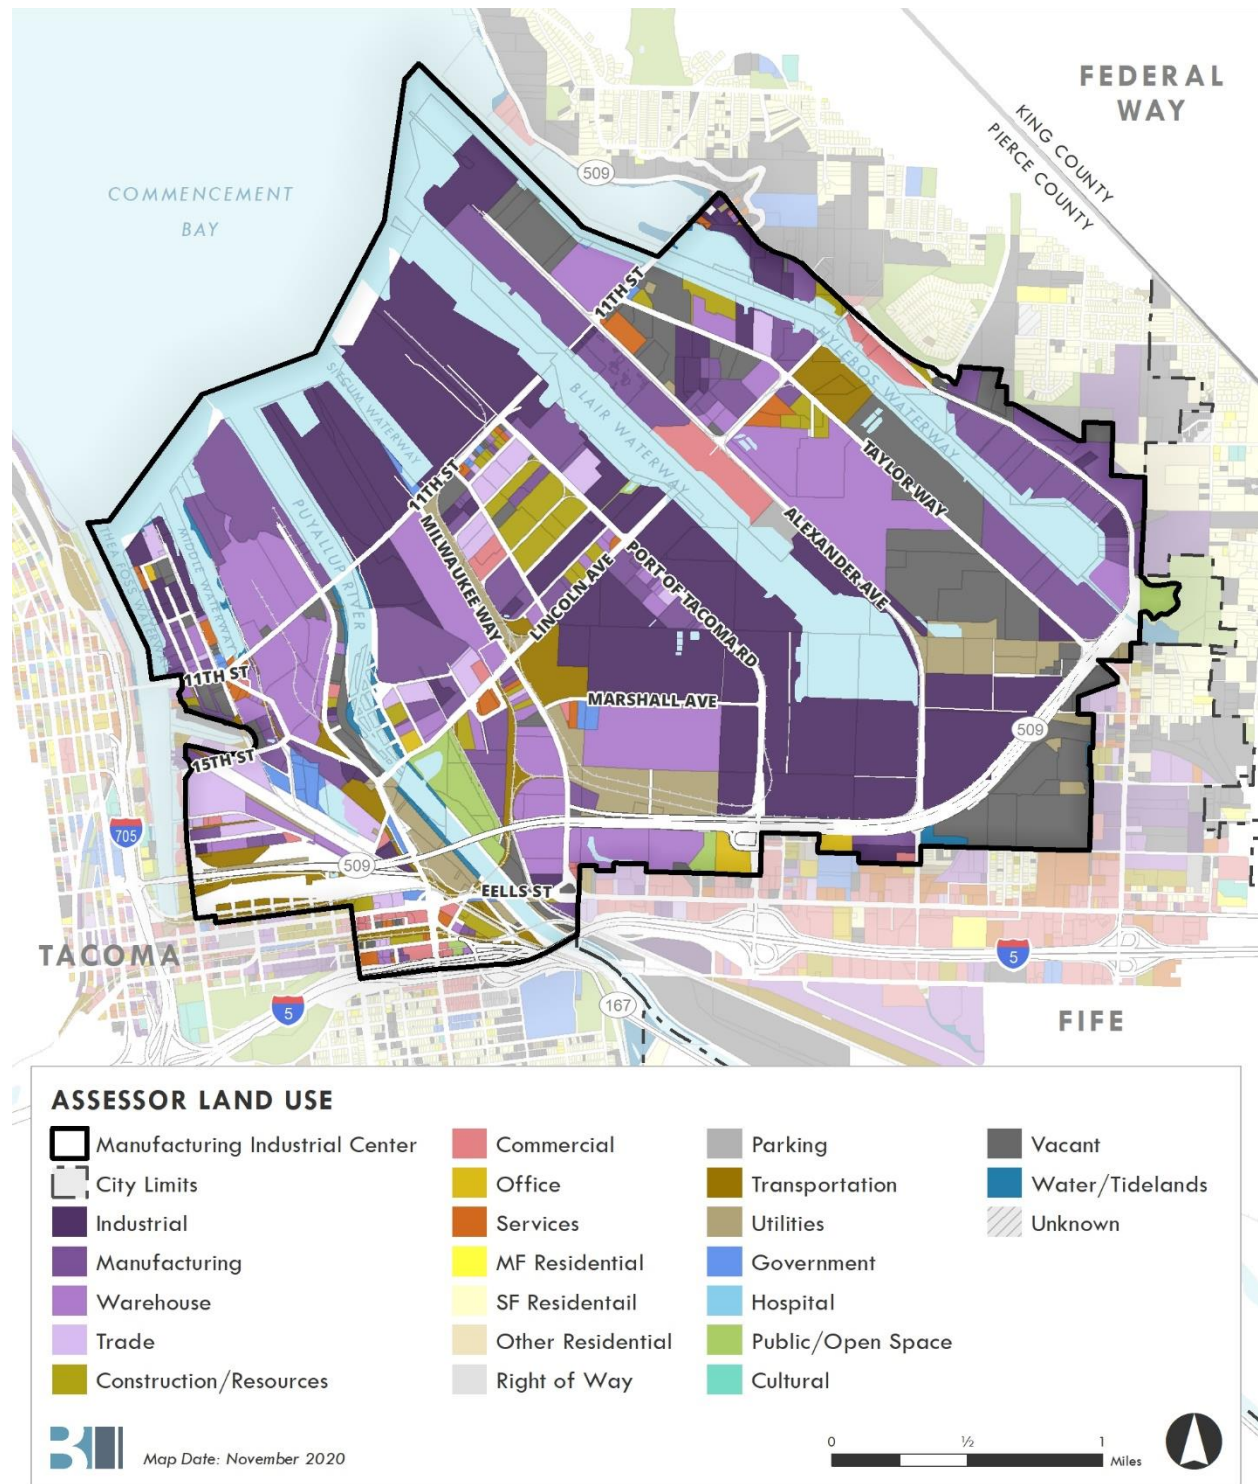 FEDERAL
WAY
KING COUNTY
PIERCE COUNTY
COMMENCEMENT
BAY
509
11TH ST
HYLEBOS WATERWAY
SITCUM WATERWAY
BLAIR WATERWAY
TAYLOR WAY
11TH ST
PUYALLUP RIVER
MIDDLE WATERWAY
THEA FOSS WATERWAY
MILWAUKEE WAY
LINCOLN AVE
PORT OF TACOMA RD
ALEXANDER AVE
11TH ST
MARSHALL AVE
509
15TH ST
705
509
EELLS ST
TACOMA
5
5
167
FIFE
ASSESSOR LAND USE
Manufacturing Industrial Center
City Limits
Industrial
Manufacturing
Warehouse
Trade
Construction/Resources
Commercial
Office
Services
MF Residential
SF Residentail
Other Residential
Right of Way
Parking
Transportation
Utilities
Government
Hospital
Public/Open Space
Cultural
Vacant
Water/Tidelands
Unknown
Map Date: November 2020
0 ½ 1
Miles